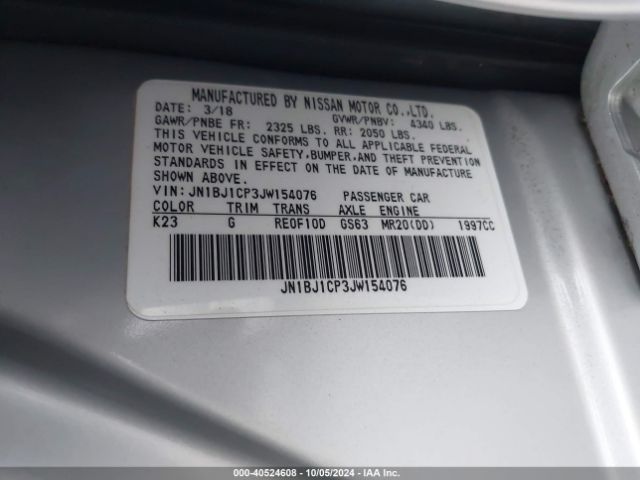 MANUFACTURED BY NISSAN MOTOR CO.,LTD.
DATE: 3/18 GVWR/PNBV: 4340 LBS.
GAWR/PNBE FR: 2325 LBS. RR: 2050 LBS.
THIS VEHICLE CONFORMS TO ALL APPLICABLE FEDERAL
MOTOR VEHICLE SAFETY,BUMPER,AND THEFT PREVENTION
STANDARDS IN EFFECT ON THE DATE OF MANUFACTURE
SHOWN ABOVE.
VIN: JN1BJ1CP3JW154076 PASSENGER CAR
COLOR TRIM TRANS AXLE ENGINE
K23 G RE0F10D GS63 MR20(DD) 1997CC
JN1BJ1CP3JW154076
000-40524608 - 10/05/2024 - IAA Inc.